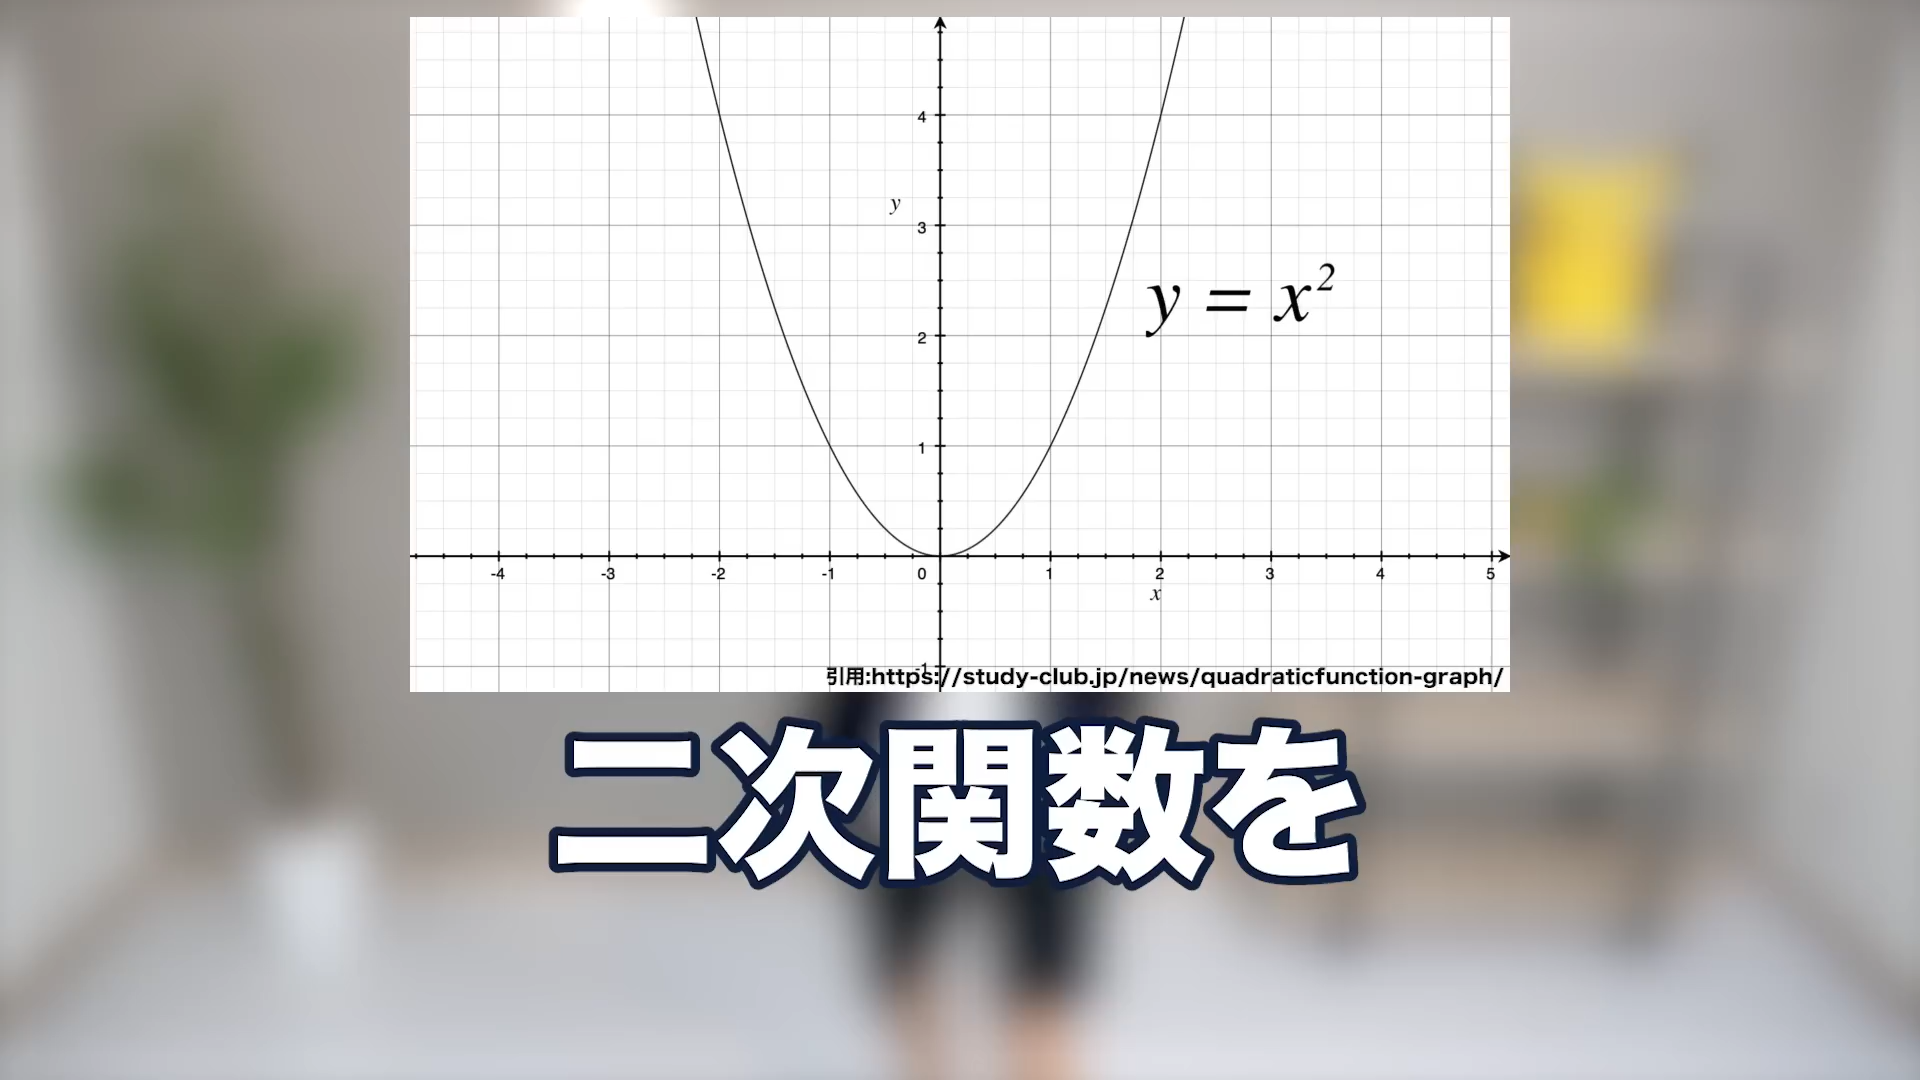 4
y
3
y = x²
2
1
-4 -3 -2 -1 0 1 2 3 4 5
x
-1
引用:https://study-club.jp/news/quadraticfunction-graph/
二次関数を